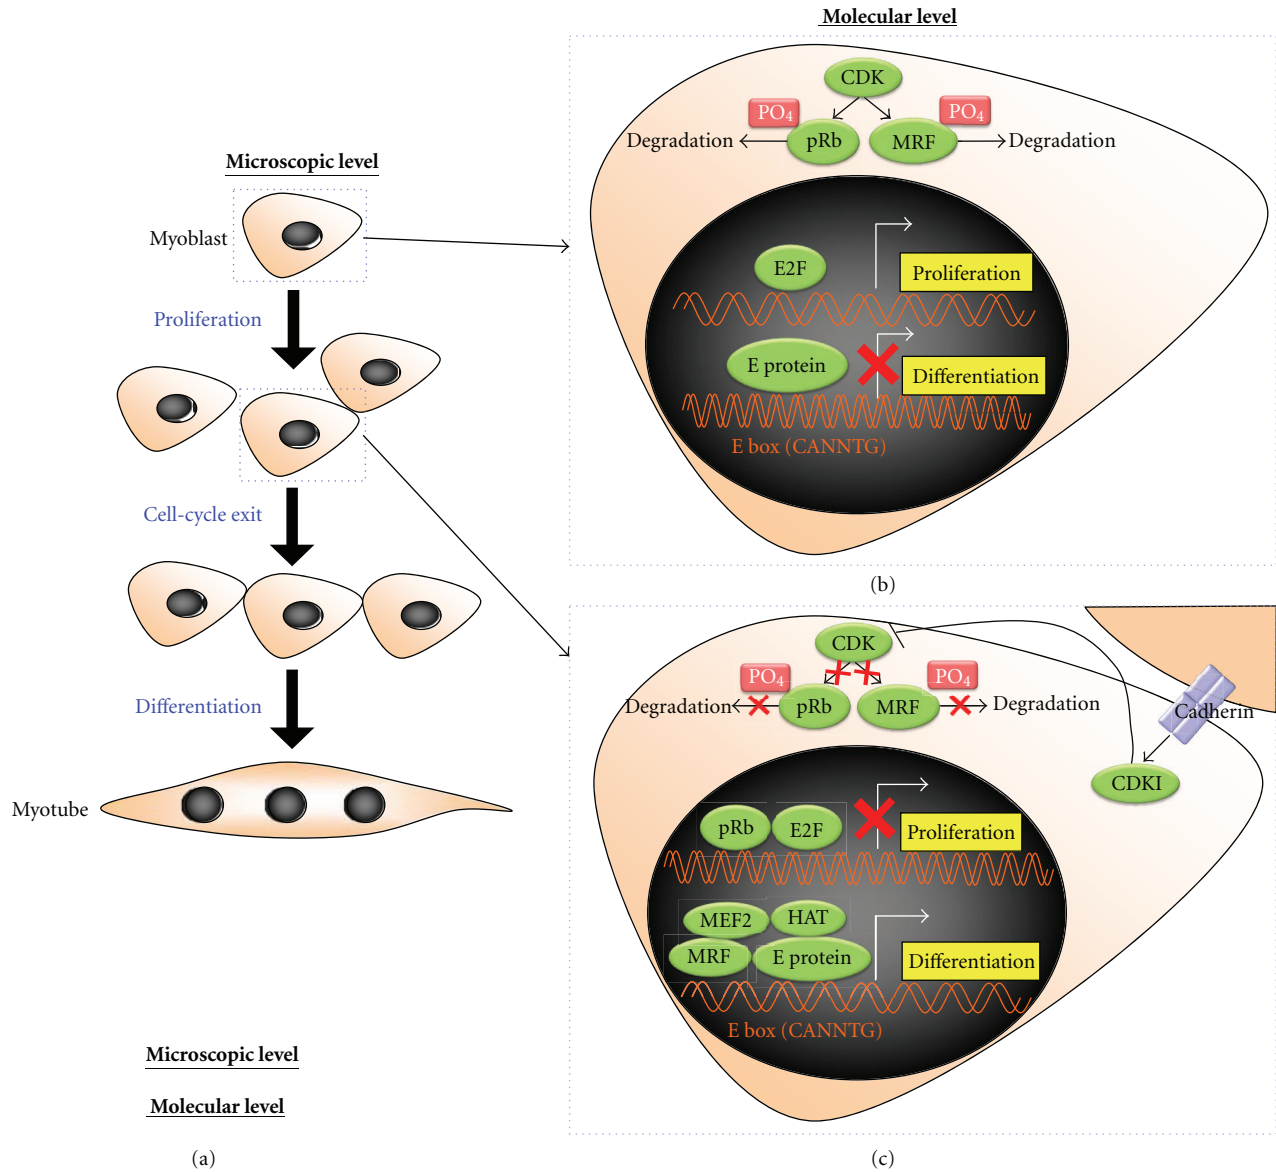 Microscopic level
Myoblast
Proliferation
Cell-cycle exit
Differentiation
Myotube
Microscopic level
Molecular level
(a)
Molecular level
CDK
PO4
PO4
Degradation
pRb
MRF
Degradation
E2F
Proliferation
E protein
Differentiation
E box (CANNTG)
(b)
CDK
PO4
PO4
Degradation
pRb
MRF
Degradation
Cadherin
CDKI
pRb
E2F
Proliferation
MEF2
HAT
MRF
E protein
Differentiation
E box (CANNTG)
(c)